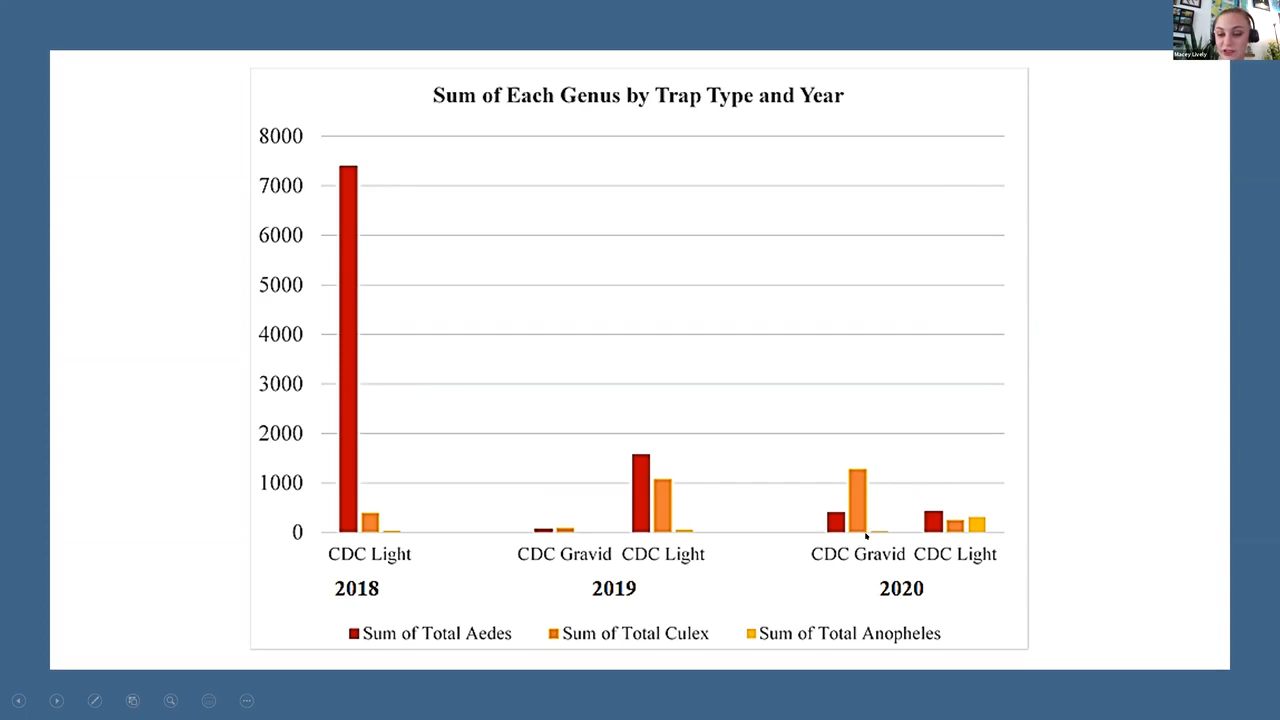 Macey Lively
Sum of Each Genus by Trap Type and Year
8000
7000
6000
5000
4000
3000
2000
1000
0
CDC Light CDC Gravid CDC Light CDC Gravid CDC Light
2018 2019 2020
Sum of Total Aedes Sum of Total Culex Sum of Total Anopheles